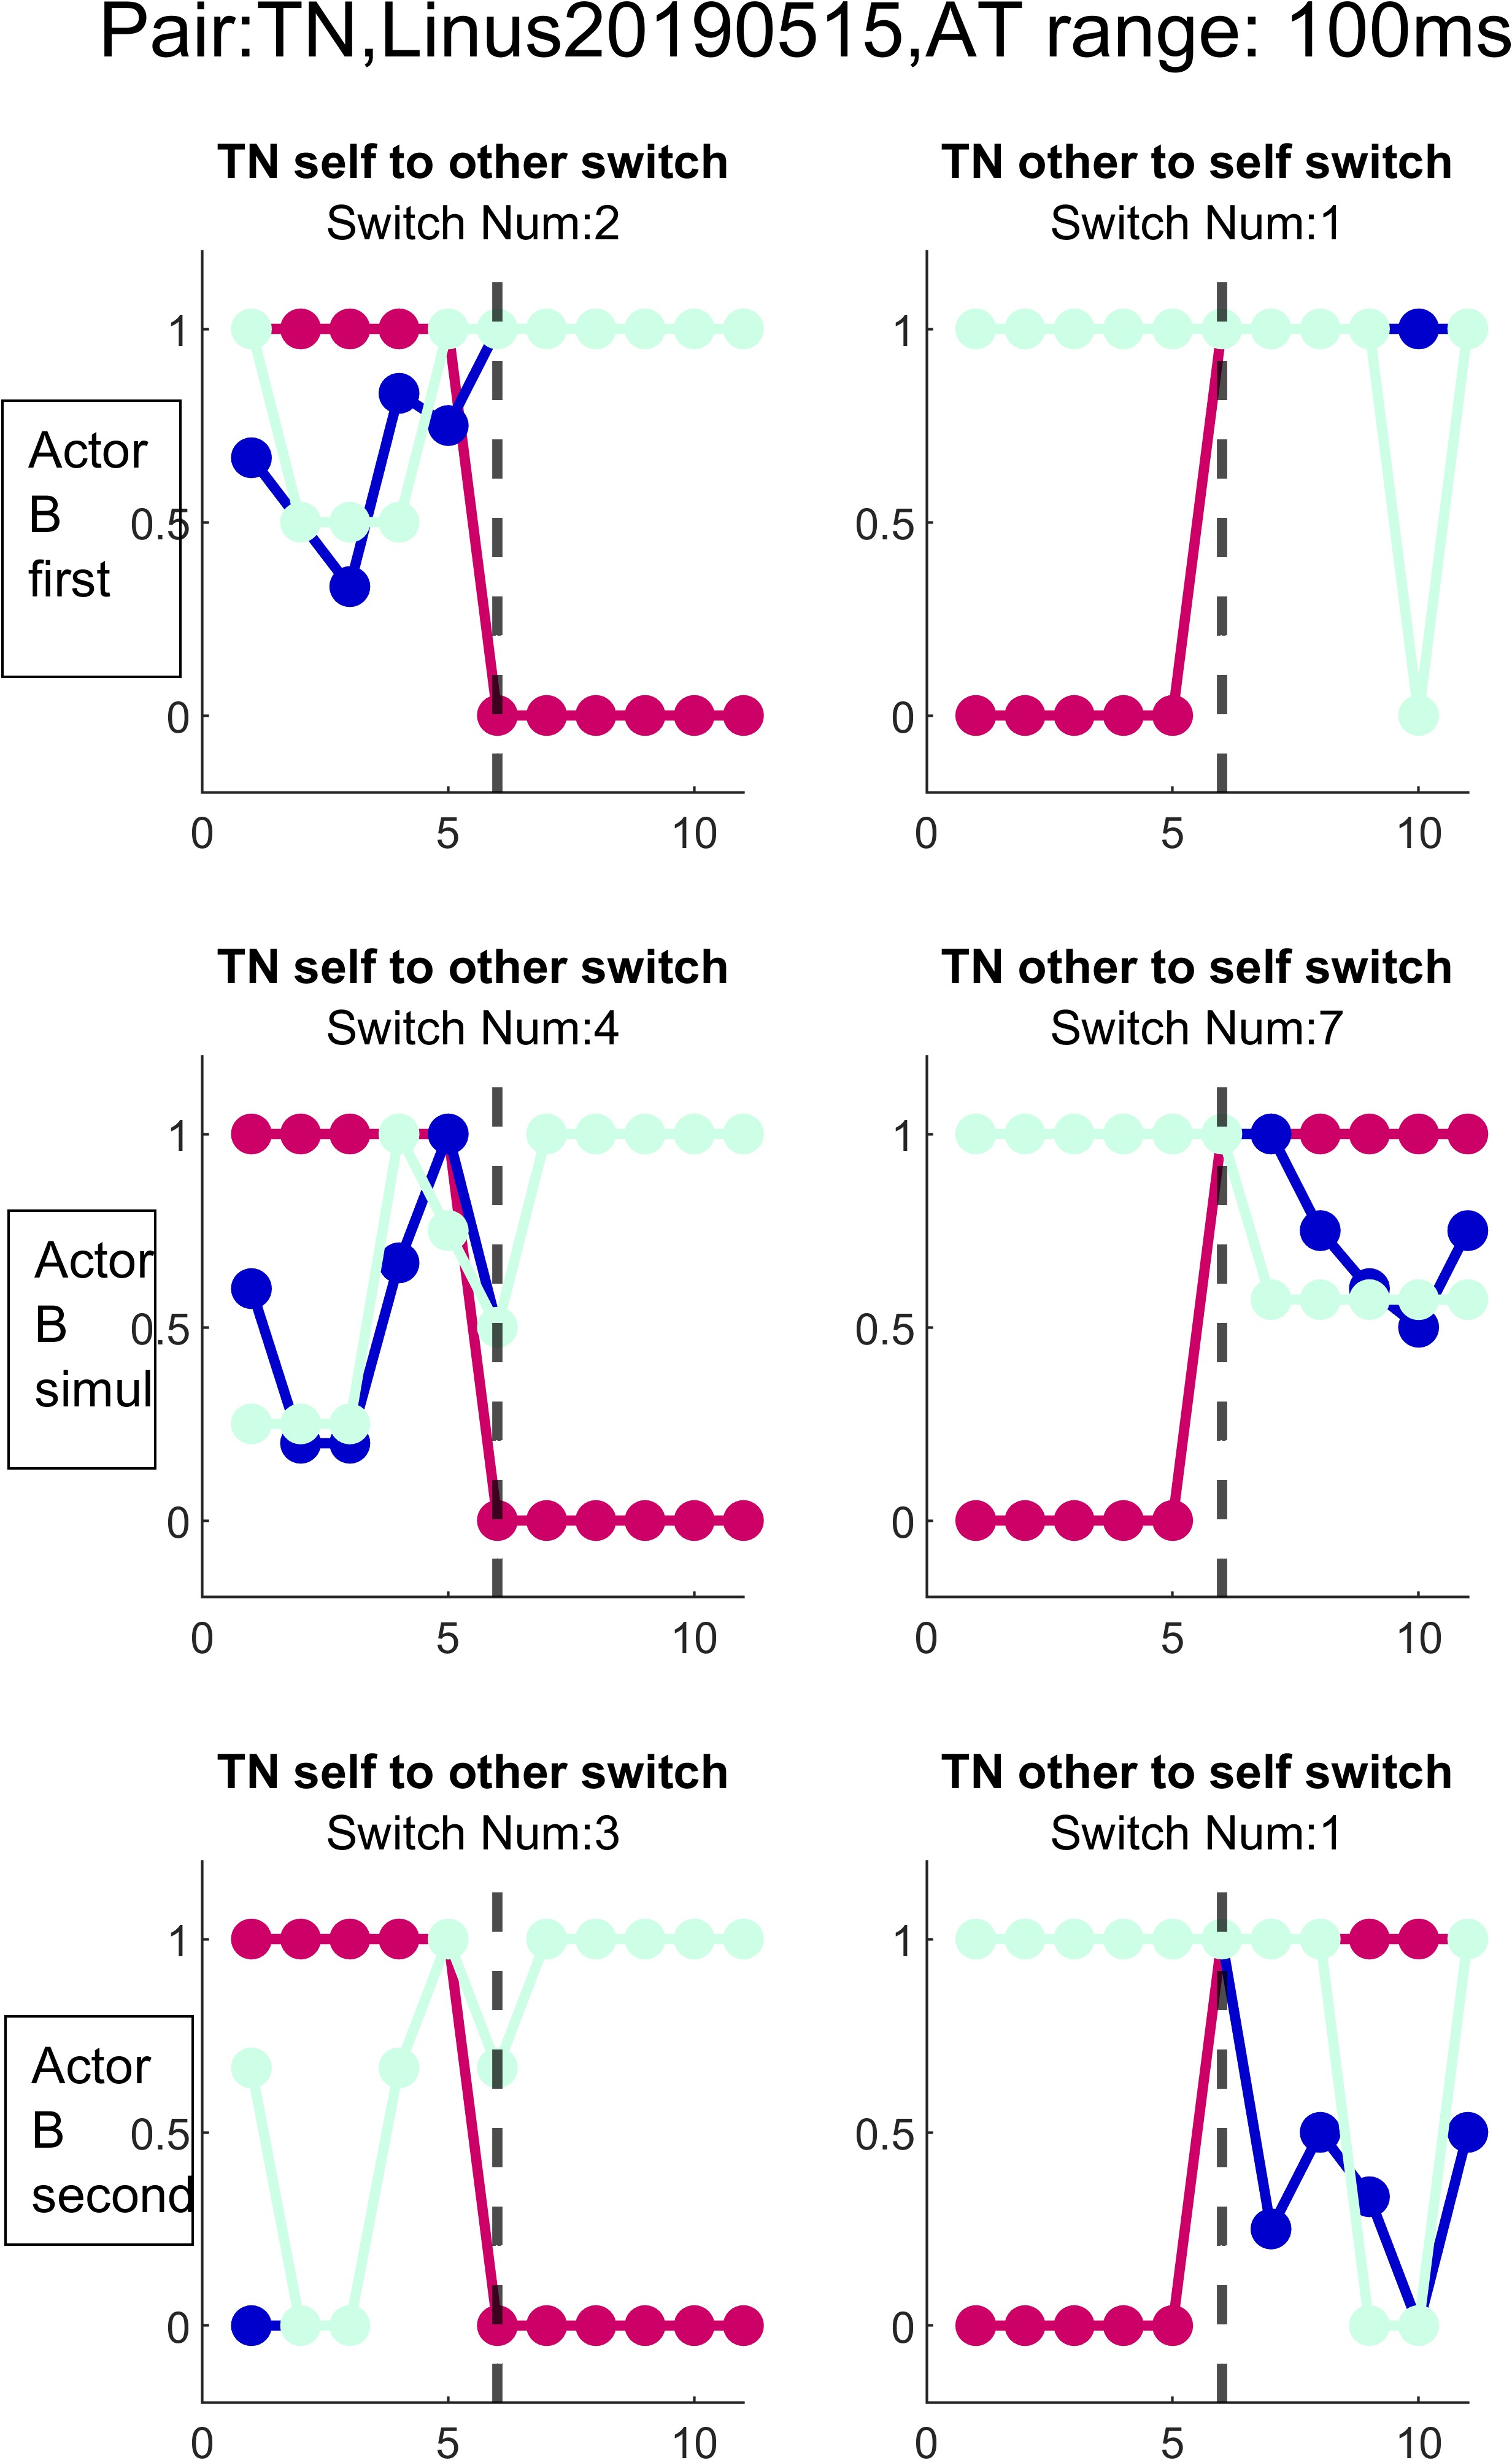 Pair:TN,Linus20190515,AT range: 100ms
TN self to other switch
Switch Num:2
TN other to self switch
Switch Num:1
Actor
B
first
1
0.5
0
0 5 10
1
0.5
0
0 5 10
TN self to other switch
Switch Num:4
TN other to self switch
Switch Num:7
Actor
B
simul
1
0.5
0
0 5 10
1
0.5
0
0 5 10
TN self to other switch
Switch Num:3
TN other to self switch
Switch Num:1
Actor
B
second
1
0.5
0
0 5 10
1
0.5
0
0 5 10